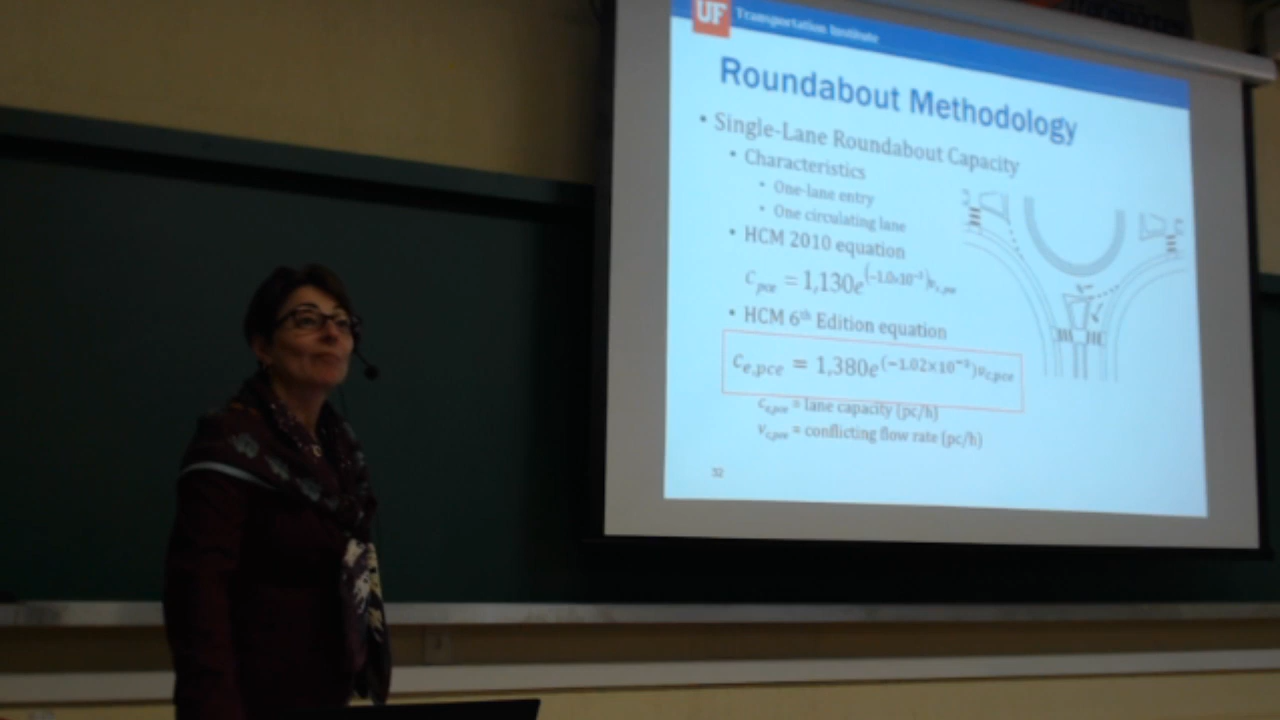 UF Transportation Institute
Roundabout Methodology
• Single-Lane Roundabout Capacity
• Characteristics
• One-lane entry
• One circulating lane
• HCM 2010 equation
C_pce = 1,130e^(−1.0×10^−3)v_c,pce
• HCM 6th Edition equation
C_e,pce = 1,380e^(−1.02×10^−3)v_c,pce
c_e,pce = lane capacity (pc/h)
v_c,pce = conflicting flow rate (pc/h)
32